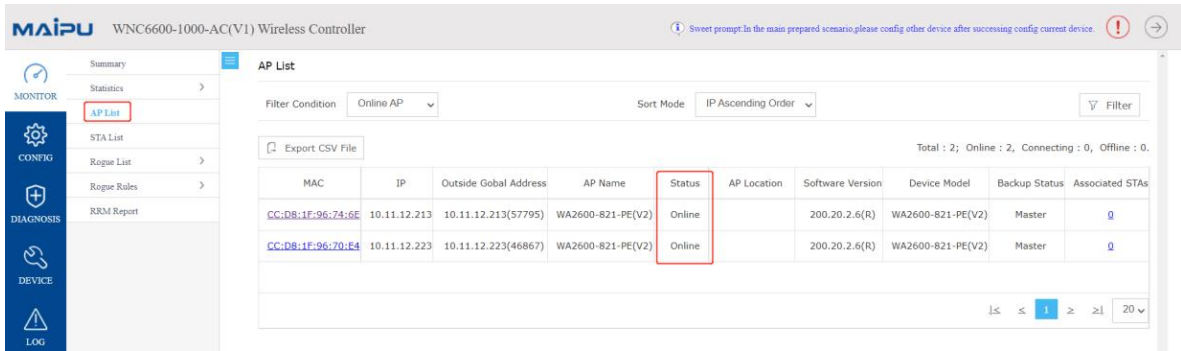 MAIPU WNC6600-1000-AC(V1) Wireless Controller
Sweet prompt:In the main prepared scenario,please config other device after successing config current device.
MONITOR
CONFIG
DIAGNOSIS
DEVICE
LOG
Summary
Statistics
AP List
STA List
Rogue List
Rogue Rules
RRM Report
AP List
Filter Condition Online AP Sort Mode IP Ascending Order Filter
Export CSV File Total : 2; Online : 2, Connecting : 0, Offline : 0.
MAC IP Outside Gobal Address AP Name Status AP Location Software Version Device Model Backup Status Associated STAs
CC:D8:1F:96:74:6E 10.11.12.213 10.11.12.213(57795) WA2600-821-PE(V2) Online 200.20.2.6(R) WA2600-821-PE(V2) Master 0
CC:D8:1F:96:70:E4 10.11.12.223 10.11.12.223(46867) WA2600-821-PE(V2) Online 200.20.2.6(R) WA2600-821-PE(V2) Master 0
|≤ ≤ 1 ≥ ≥| 20